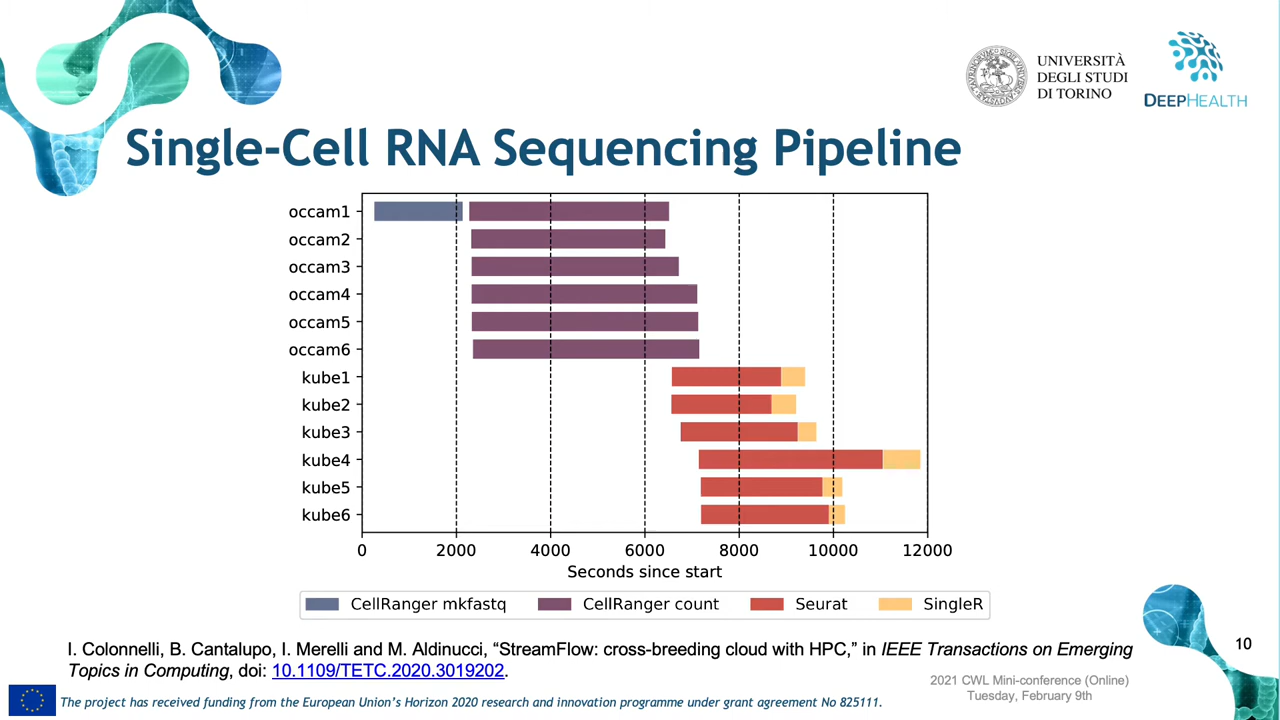 UNIVERSITÀ
DEGLI STUDI
DI TORINO
DEEPHEALTH
Single-Cell RNA Sequencing Pipeline
occam1
occam2
occam3
occam4
occam5
occam6
kube1
kube2
kube3
kube4
kube5
kube6
0 2000 4000 6000 8000 10000 12000
Seconds since start
CellRanger mkfastq CellRanger count Seurat SingleR
I. Colonnelli, B. Cantalupo, I. Merelli and M. Aldinucci, “StreamFlow: cross-breeding cloud with HPC,” in IEEE Transactions on Emerging
Topics in Computing, doi: 10.1109/TETC.2020.3019202.
10
2021 CWL Mini-conference (Online)
Tuesday, February 9th
The project has received funding from the European Union’s Horizon 2020 research and innovation programme under grant agreement No 825111.